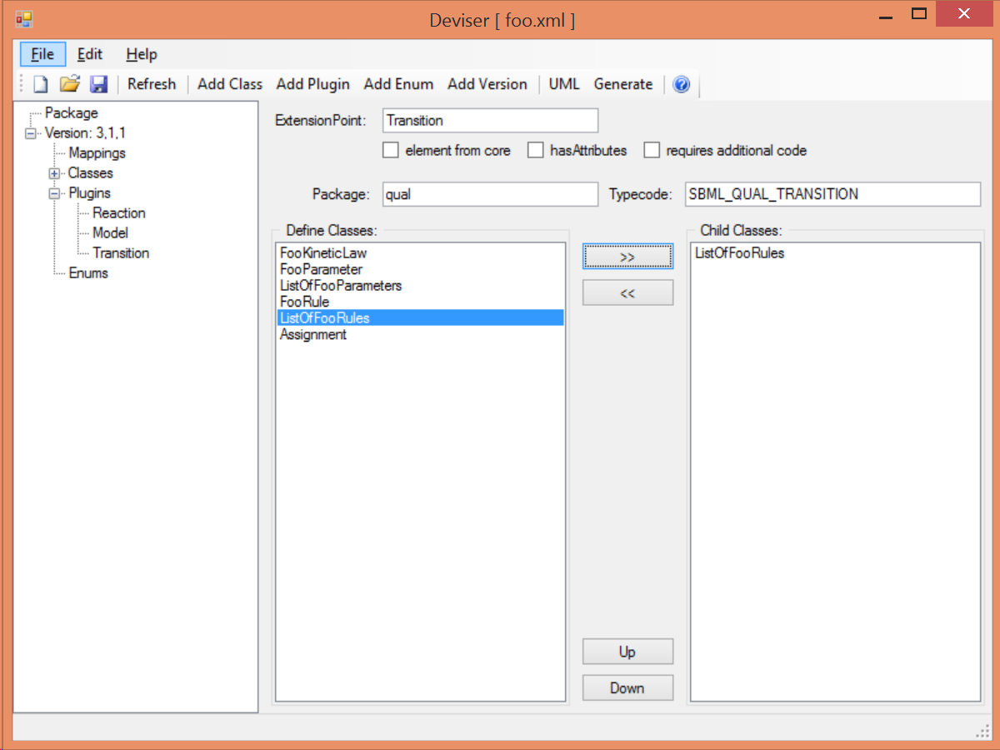 Deviser [ foo.xml ]
File Edit Help
Refresh Add Class Add Plugin Add Enum Add Version UML Generate ?
Package
Version: 3,1,1
Mappings
Classes
Plugins
Reaction
Model
Transition
Enums
ExtensionPoint: Transition
element from core hasAttributes requires additional code
Package: qual Typecode: SBML_QUAL_TRANSITION
Define Classes:
FooKineticLaw
FooParameter
ListOfFooParameters
FooRule
ListOfFooRules
Assignment
>>
<<
Up
Down
Child Classes:
ListOfFooRules